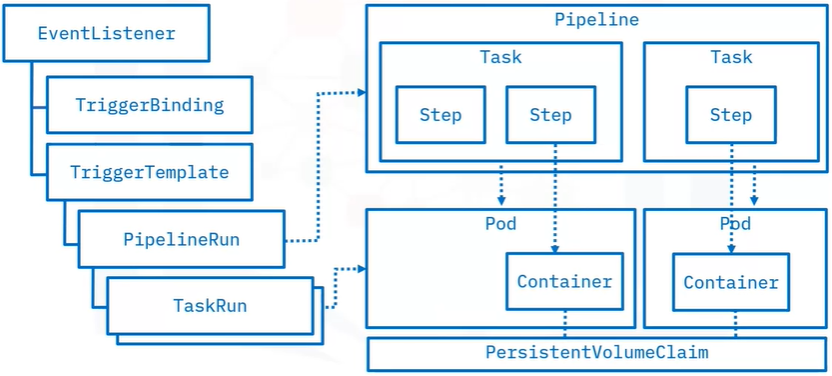 EventListener
TriggerBinding
TriggerTemplate
PipelineRun
TaskRun
Pipeline
Task
Task
Step
Step
Step
Pod
Pod
Container
Container
PersistentVolumeClaim